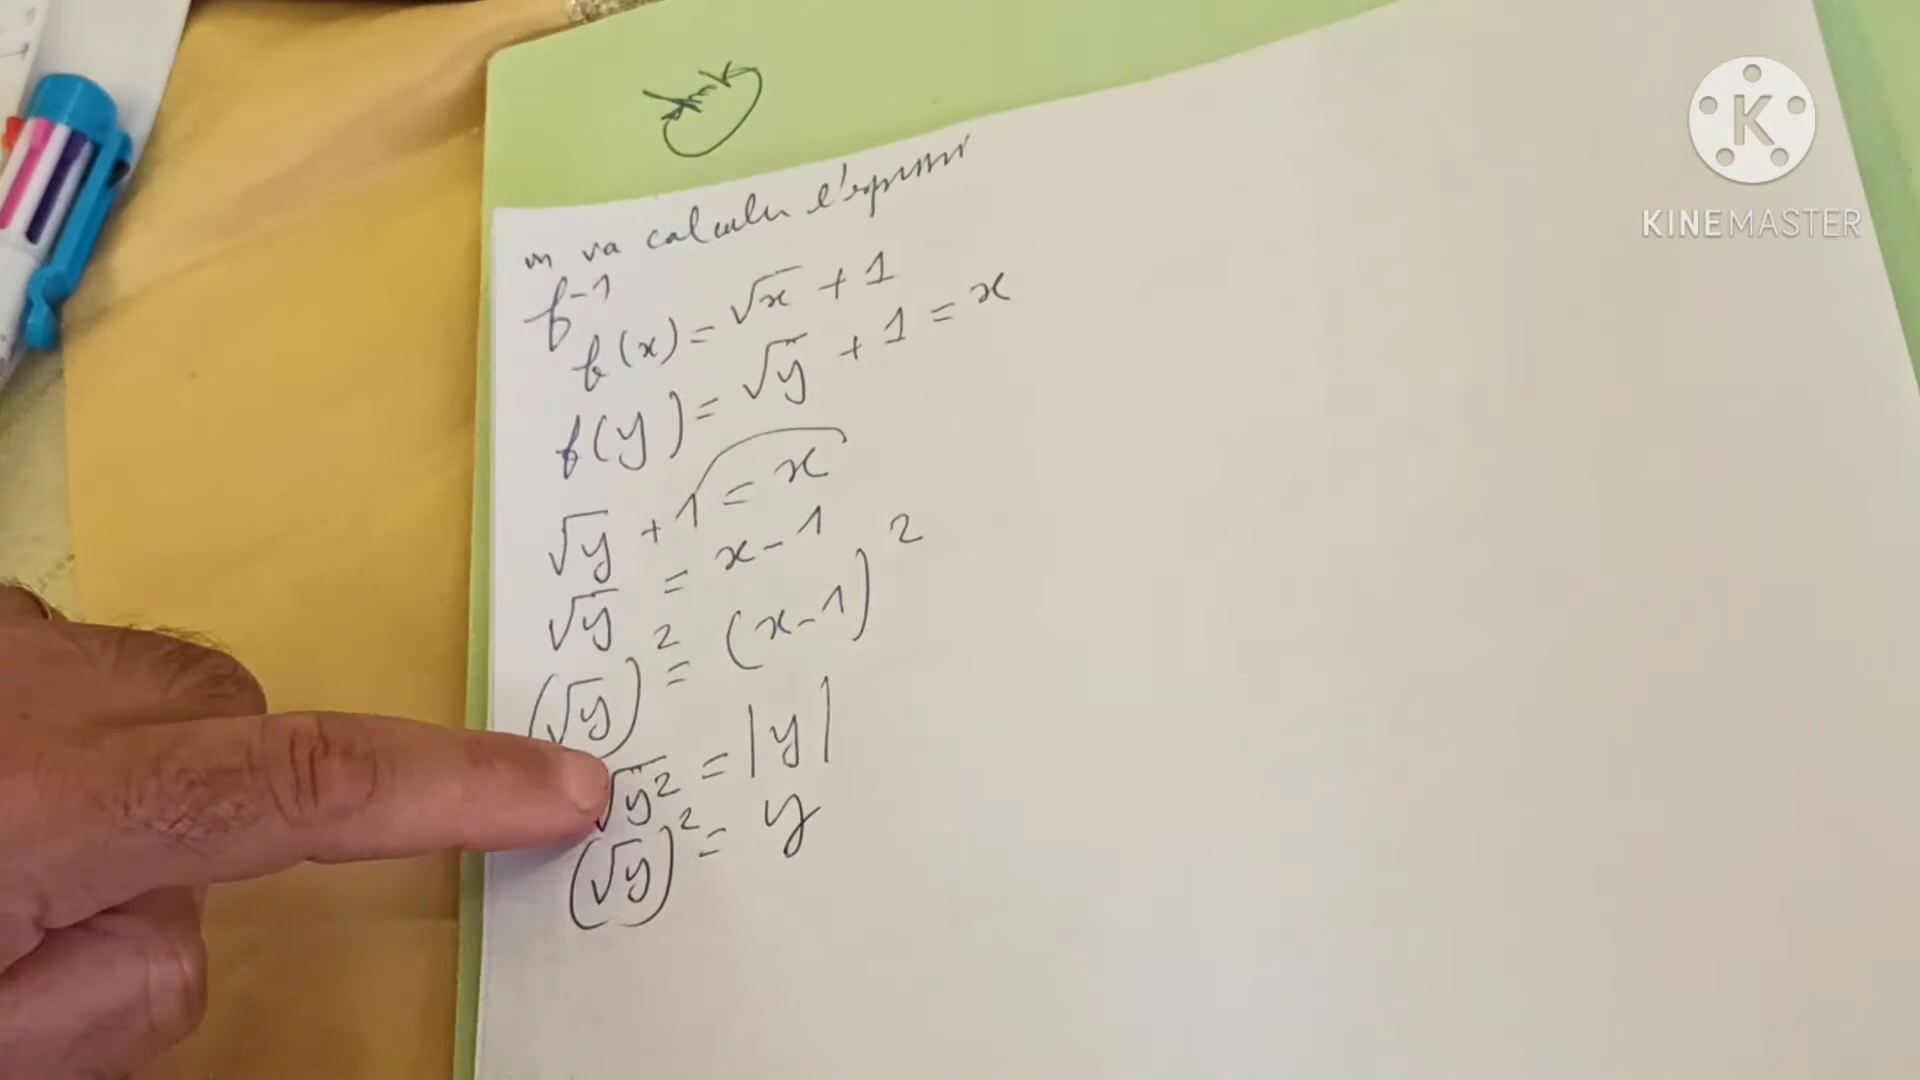 KINEMASTER
on va calculer l'expression
f⁻¹
f(x) = √x + 1
f(y) = √y + 1 = x
√y + 1 = x
√y = x - 1
(√y)² = (x - 1)²
√y² = |y|
(√y)² = y